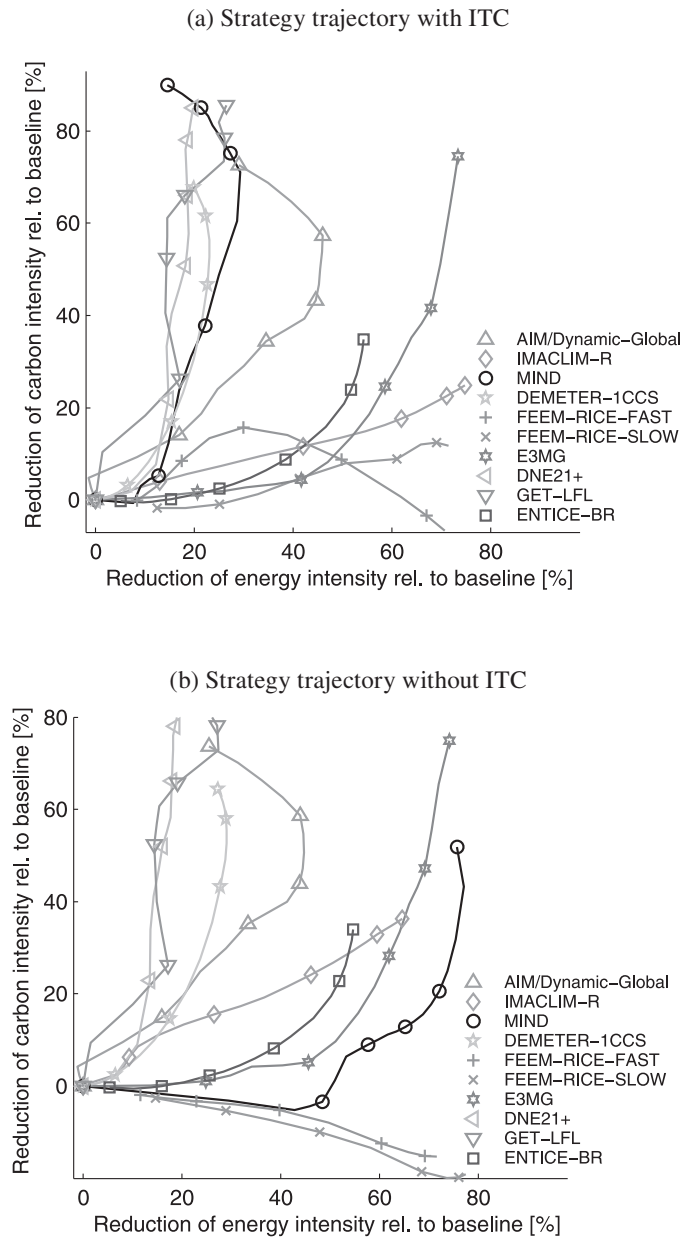 (a) Strategy trajectory with ITC
Reduction of carbon intensity rel. to baseline [%]
80
60
40
20
0
AIM/Dynamic−Global
IMACLIM−R
MIND
DEMETER−1CCS
FEEM−RICE−FAST
FEEM−RICE−SLOW
E3MG
DNE21+
GET−LFL
ENTICE−BR
0 20 40 60 80
Reduction of energy intensity rel. to baseline [%]
(b) Strategy trajectory without ITC
Reduction of carbon intensity rel. to baseline [%]
80
60
40
20
0
AIM/Dynamic−Global
IMACLIM−R
MIND
DEMETER−1CCS
FEEM−RICE−FAST
FEEM−RICE−SLOW
E3MG
DNE21+
GET−LFL
ENTICE−BR
0 20 40 60 80
Reduction of energy intensity rel. to baseline [%]